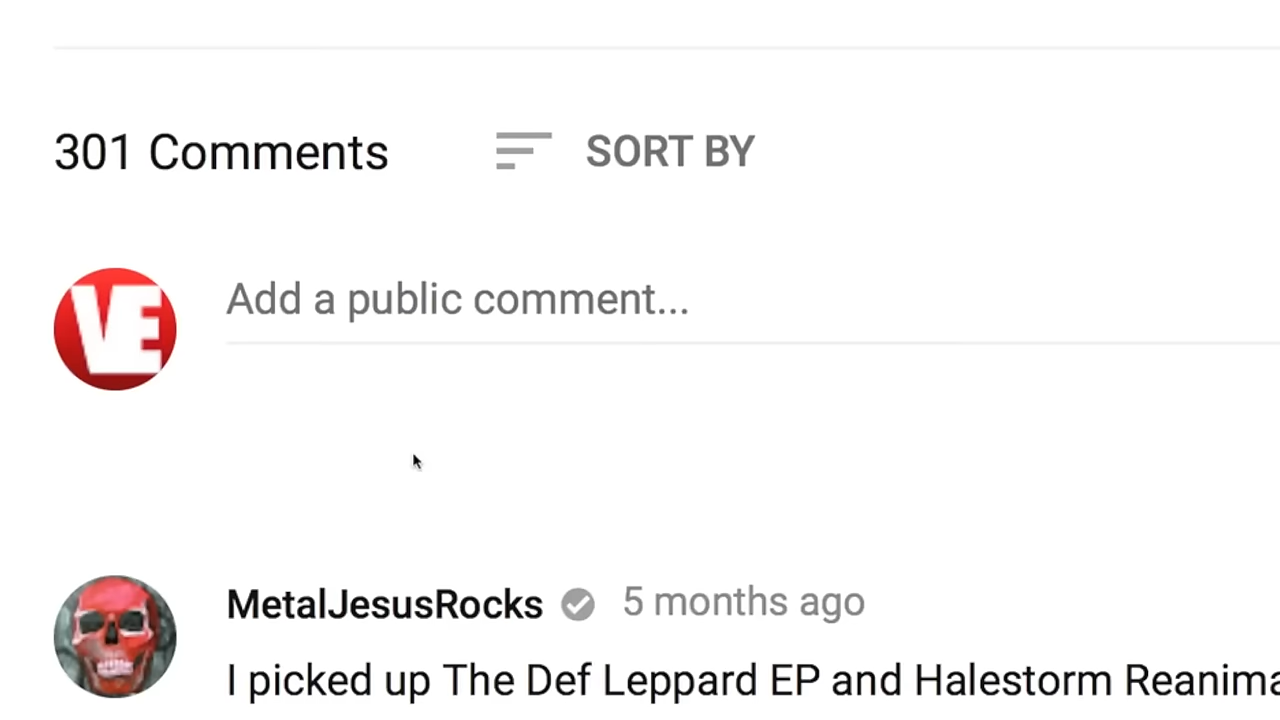 301 Comments SORT BY
VE
Add a public comment...
MetalJesusRocks 5 months ago
I picked up The Def Leppard EP and Halestorm Reanima